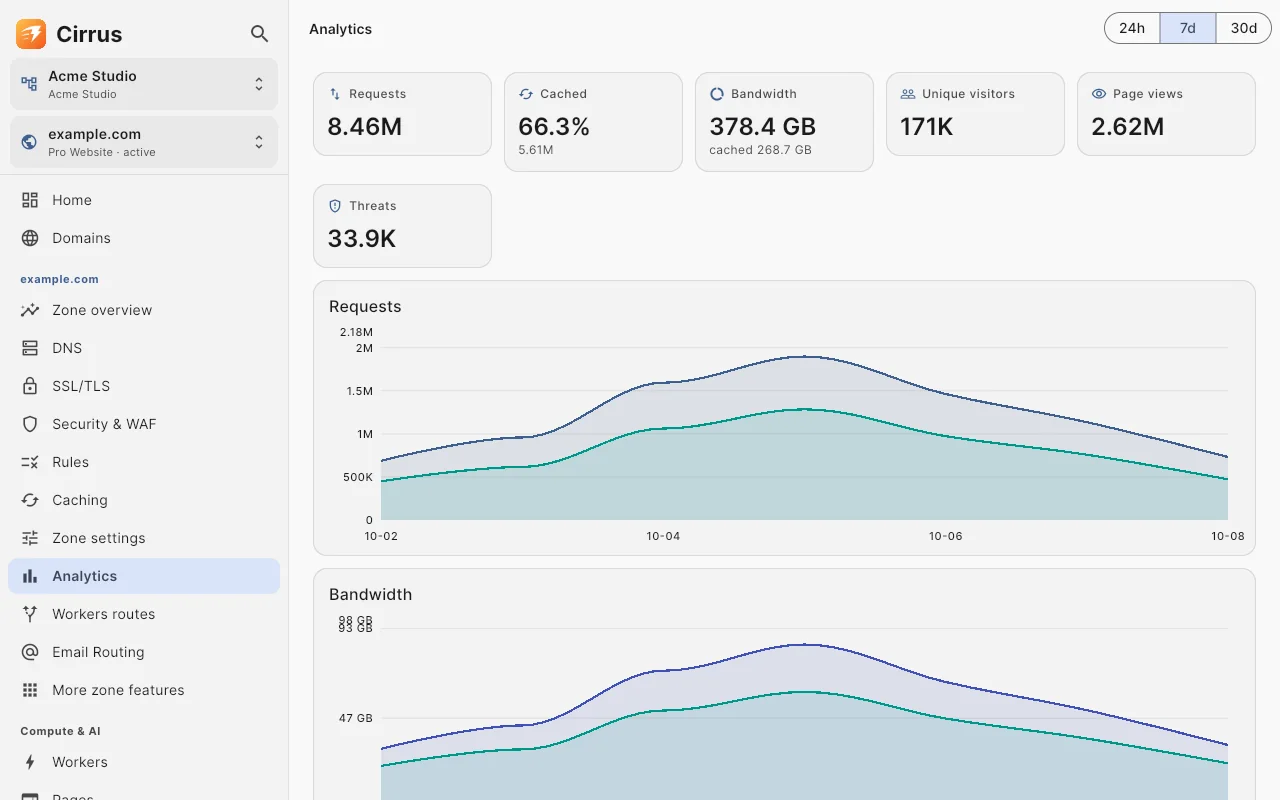 Cirrus
Acme Studio
Acme Studio
example.com
Pro Website · active
Home
Domains
example.com
Zone overview
DNS
SSL/TLS
Security & WAF
Rules
Caching
Zone settings
Analytics
Workers routes
Email Routing
More zone features
Compute & AI
Workers
Pages
Analytics
24h
7d
30d
Requests
8.46M
Cached
66.3%
5.61M
Bandwidth
378.4 GB
cached 268.7 GB
Unique visitors
171K
Page views
2.62M
Threats
33.9K
Requests
2.18M
2M
1.5M
1M
500K
0
10-02
10-04
10-06
10-08
Bandwidth
98 GB
93 GB
47 GB